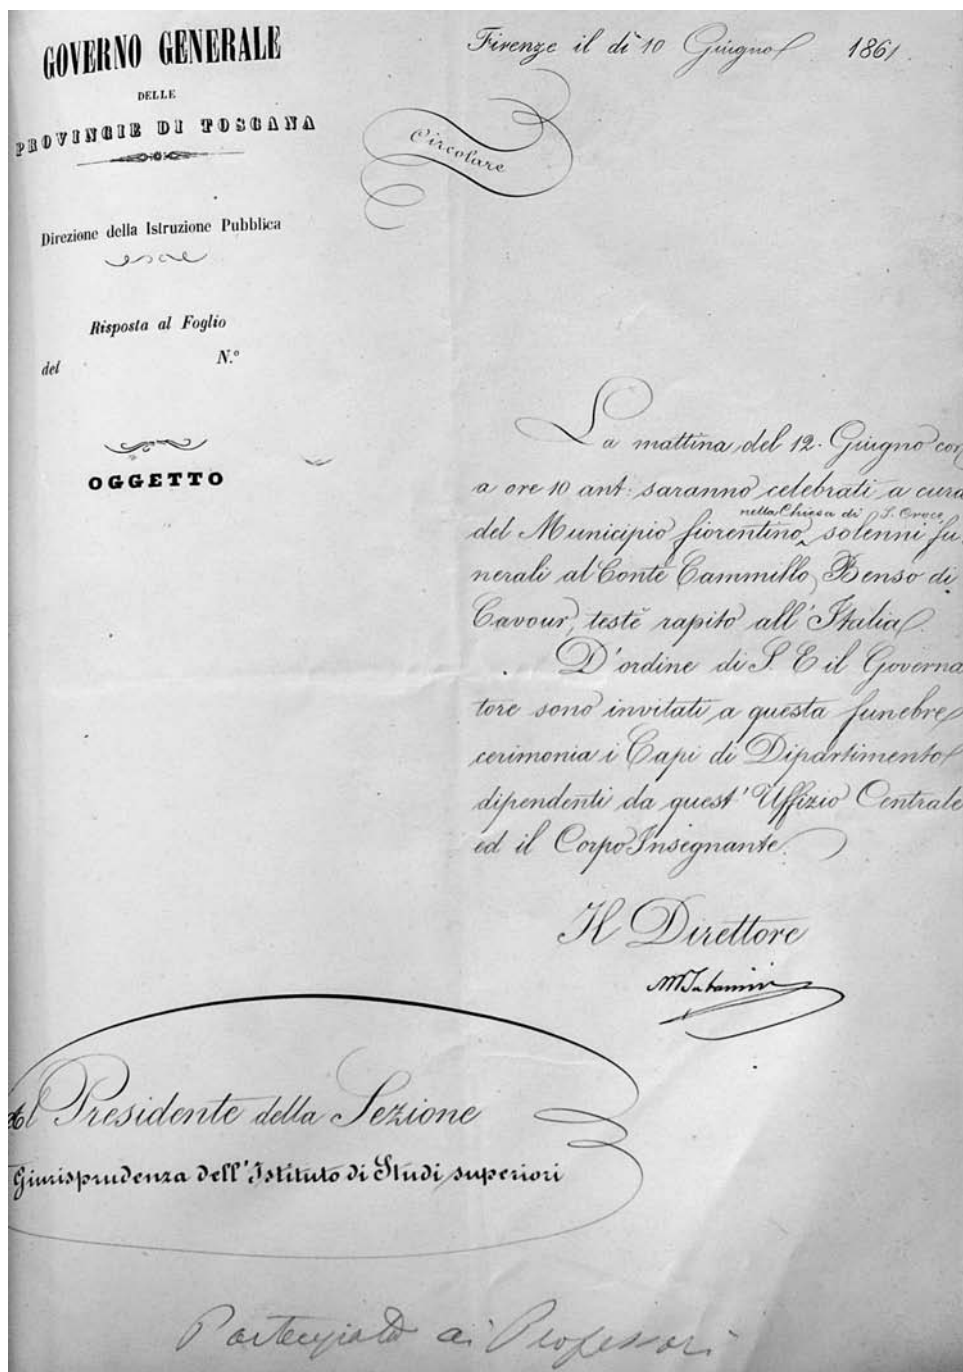 GOVERNO GENERALE
DELLE
PROVINCIE DI TOSCANA
Direzione della Istruzione Pubblica
Risposta al Foglio
del N.º
OGGETTO
Firenze il dì 10 Giugno 1861.
Circolare
La mattina del 12. Giugno corr
a ore 10 ant: saranno celebrati a cura
nella Chiesa di S. Croce
del Municipio fiorentino solenni fu-
nerali al Conte Cammillo Benso di
Cavour, testè rapito all'Italia.
D'ordine di S. E il Governa
tore sono invitati a questa funebre
cerimonia i Capi di Dipartimento
dipendenti da quest'Uffizio Centrale
ed il Corpo Insegnante.
Il Direttore
MTabarrini
Al Presidente della Sezione
Giurisprudenza dell'Istituto di Studi superiori
Partecipato ai Professori